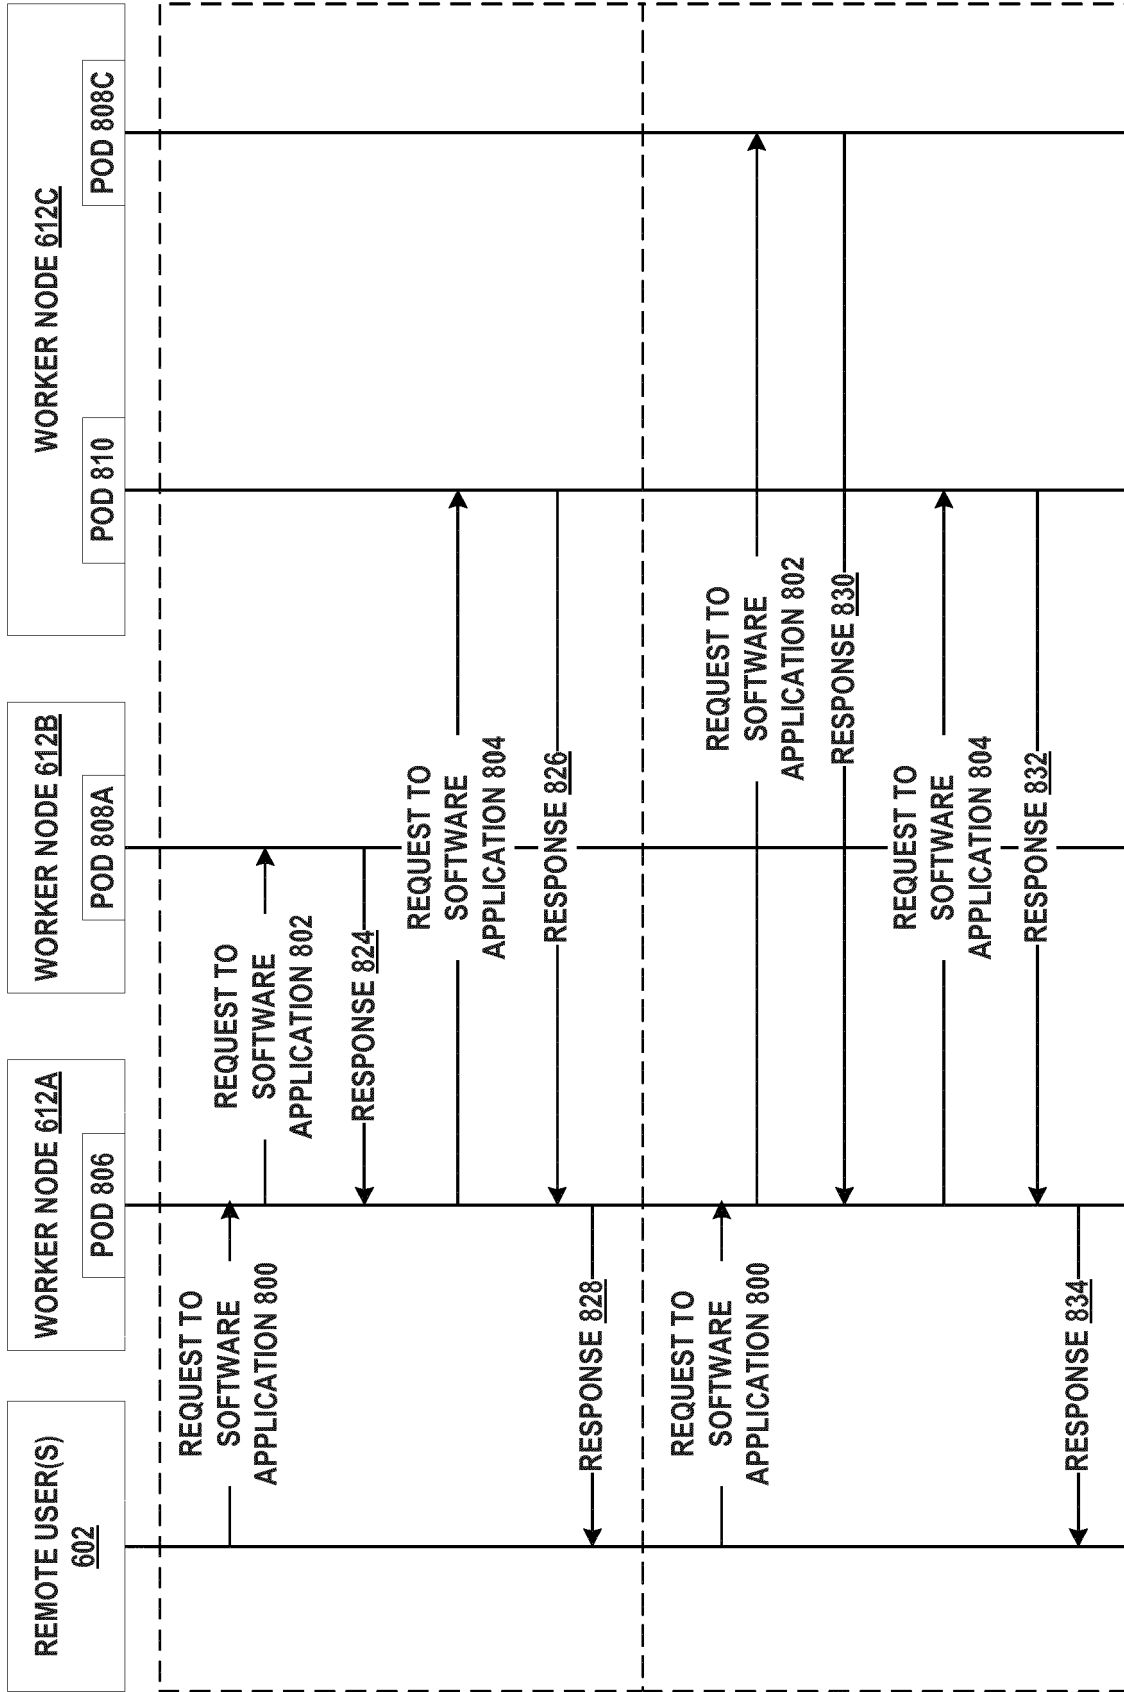 REMOTE USER(S)
602
WORKER NODE 612A
POD 806
WORKER NODE 612B
POD 808A
WORKER NODE 612C
POD 810
POD 808C
REQUEST TO
SOFTWARE
APPLICATION 800
REQUEST TO
SOFTWARE
APPLICATION 802
RESPONSE 824
REQUEST TO
SOFTWARE
APPLICATION 804
RESPONSE 826
RESPONSE 828
REQUEST TO
SOFTWARE
APPLICATION 800
REQUEST TO
SOFTWARE
APPLICATION 802
RESPONSE 830
REQUEST TO
SOFTWARE
APPLICATION 804
RESPONSE 832
RESPONSE 834